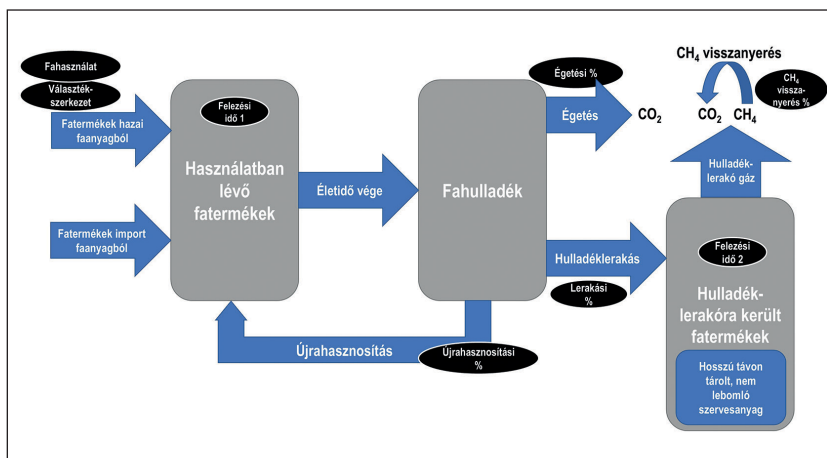 Fahasználat
Választék-
szerkezet
Fatermékek hazai
faanyagból
Fatermékek import
faanyagból
Felezési
idő 1
Használatban
lévő
fatermékek
Életidő vége
Fahulladék
Égetési %
Égetés
CO2
Hulladéklerakás
Lerakási
%
Újrahasznosítás
Újrahasznosítási
%
CH4 visszanyerés
CH4
vissza-
nyerés %
CO2
CH4
Hulladék-
lerakó gáz
Felezési
idő 2
Hulladék-
lerakóra került
fatermékek
Hosszú távon
tárolt, nem
lebomló
szervesanyag